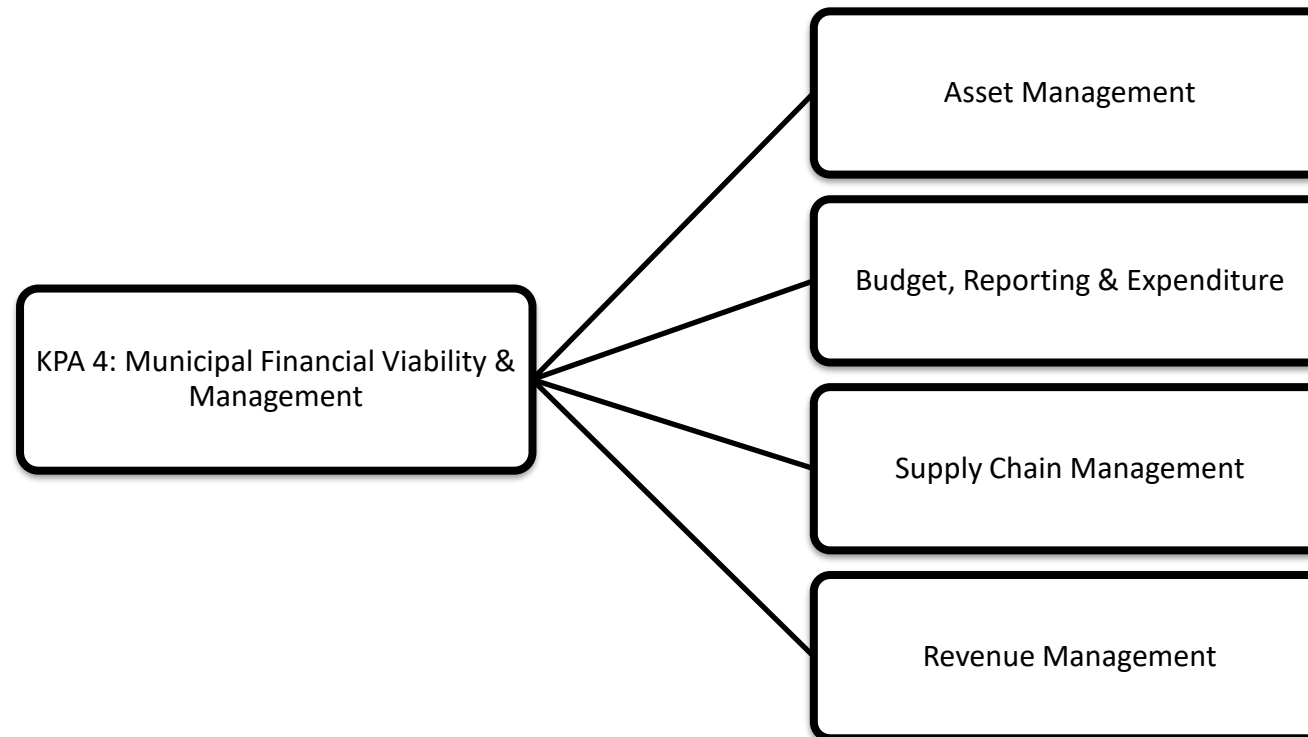 KPA 4: Municipal Financial Viability &
Management
Asset Management
Budget, Reporting & Expenditure
Supply Chain Management
Revenue Management